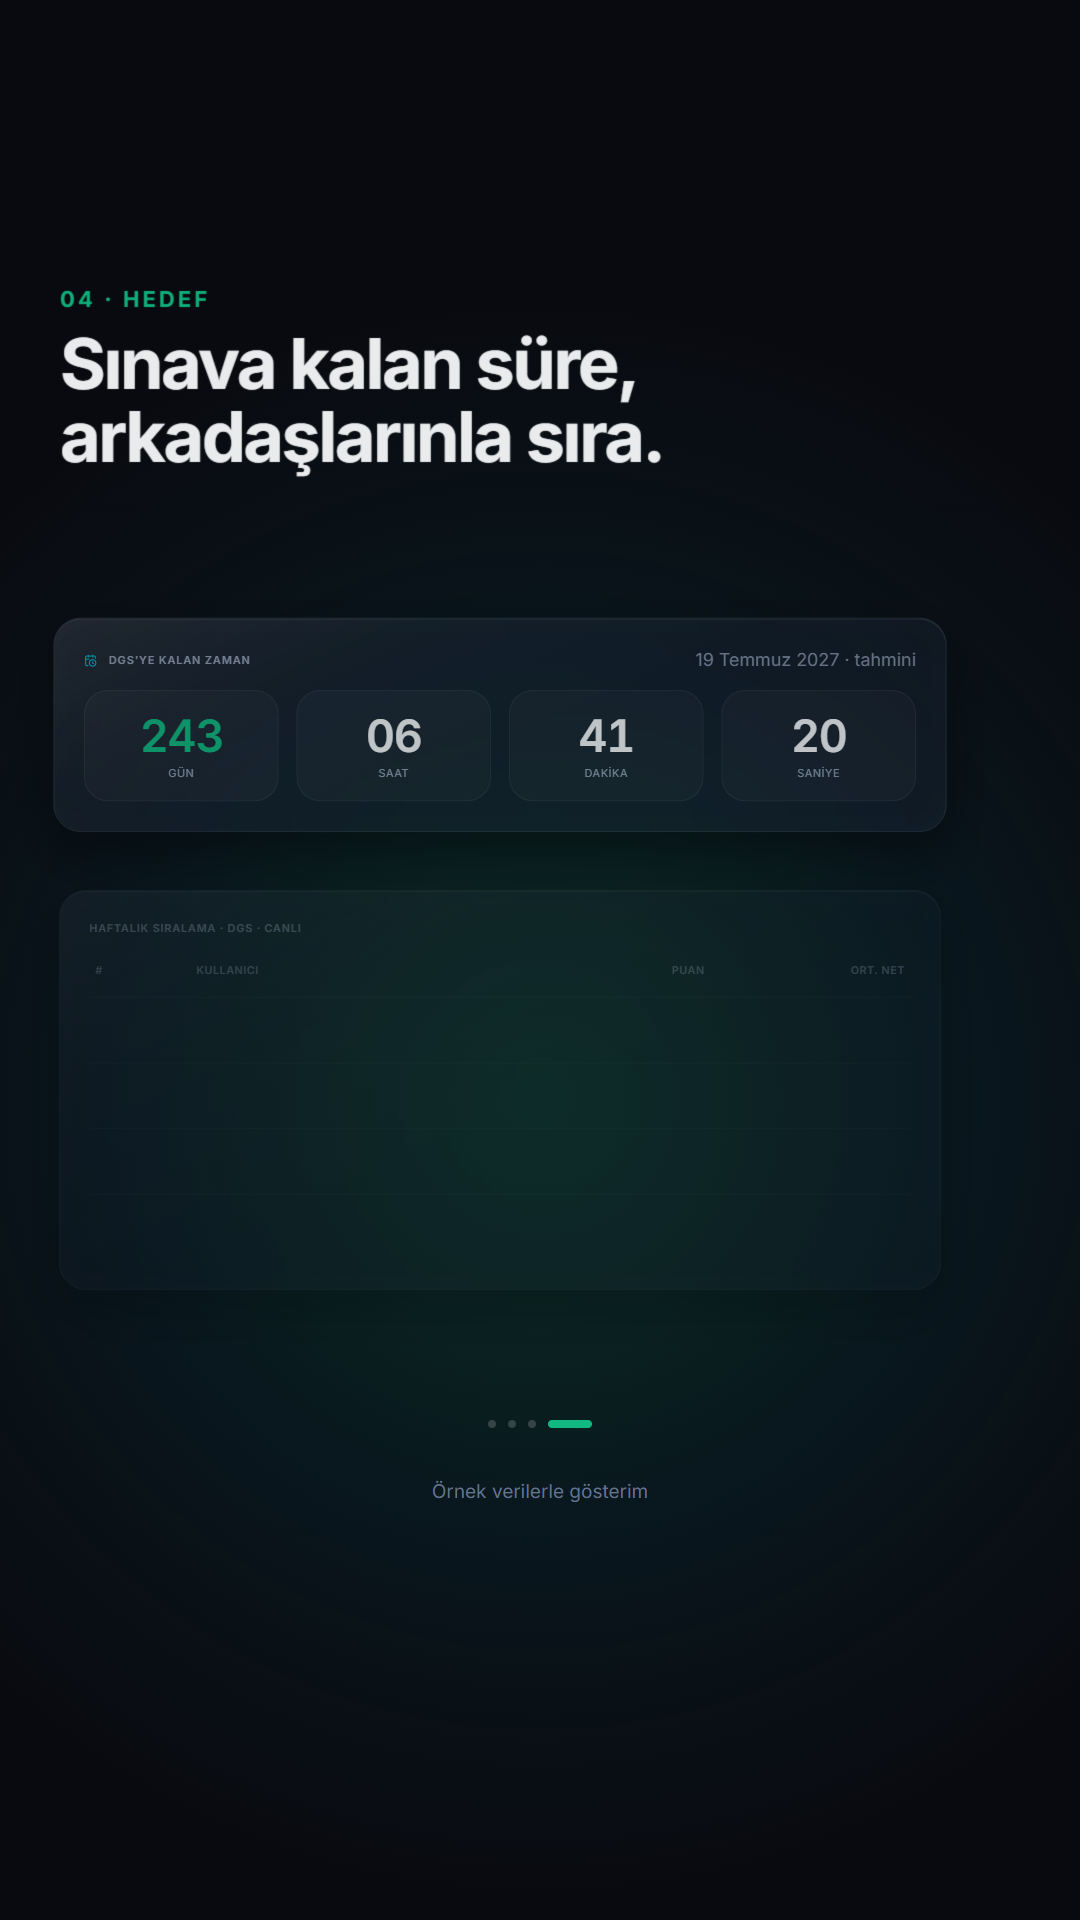 04 · HEDEF
Sınava kalan süre,
arkadaşlarınla sıra.
DGS'YE KALAN ZAMAN
19 Temmuz 2027 · tahmini
243
06
41
20
GÜN
SAAT
DAKİKA
SANİYE
HAFTALIK SIRALAMA · DGS · CANLI
# KULLANICI PUAN ORT. NET
Örnek verilerle gösterim